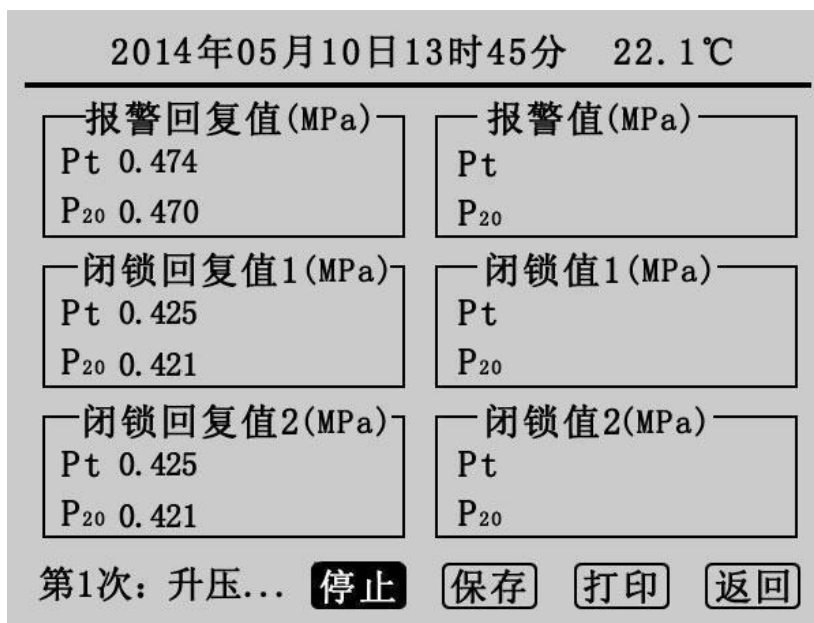 2014年05月10日13时45分 22.1℃
报警回复值(MPa)
Pt 0.474
P₂₀ 0.470
报警值(MPa)
Pt
P₂₀
闭锁回复值1(MPa)
Pt 0.425
P₂₀ 0.421
闭锁值1(MPa)
Pt
P₂₀
闭锁回复值2(MPa)
Pt 0.425
P₂₀ 0.421
闭锁值2(MPa)
Pt
P₂₀
第1次：升压... 停止 保存 打印 返回